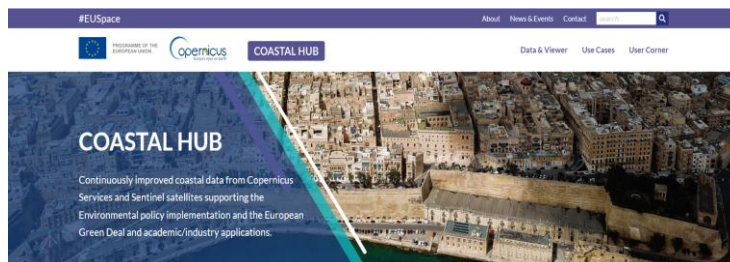 #EUSpace
About News & Events Contact search
PROGRAMME OF THE
EUROPEAN UNION
opernicus
COASTAL HUB
Data & Viewer Use Cases User Corner
COASTAL HUB
Continuously improved coastal data from Copernicus
Services and Sentinel satellites supporting the
Environmental policy implementation and the European
Green Deal and academic/industry applications.